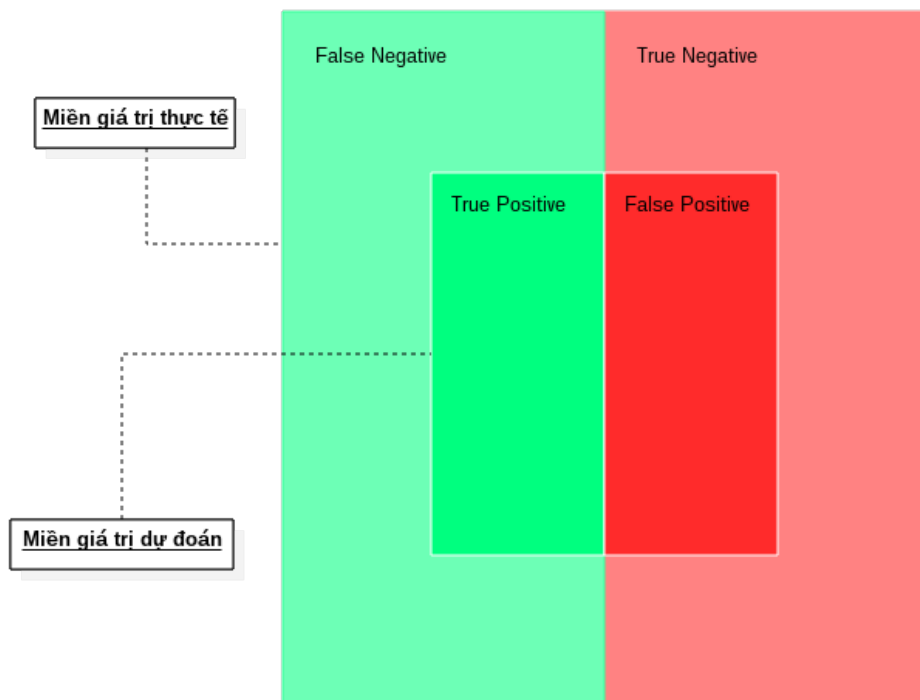 False Negative
True Negative
Miền giá trị thực tế
True Positive
False Positive
Miền giá trị dự đoán